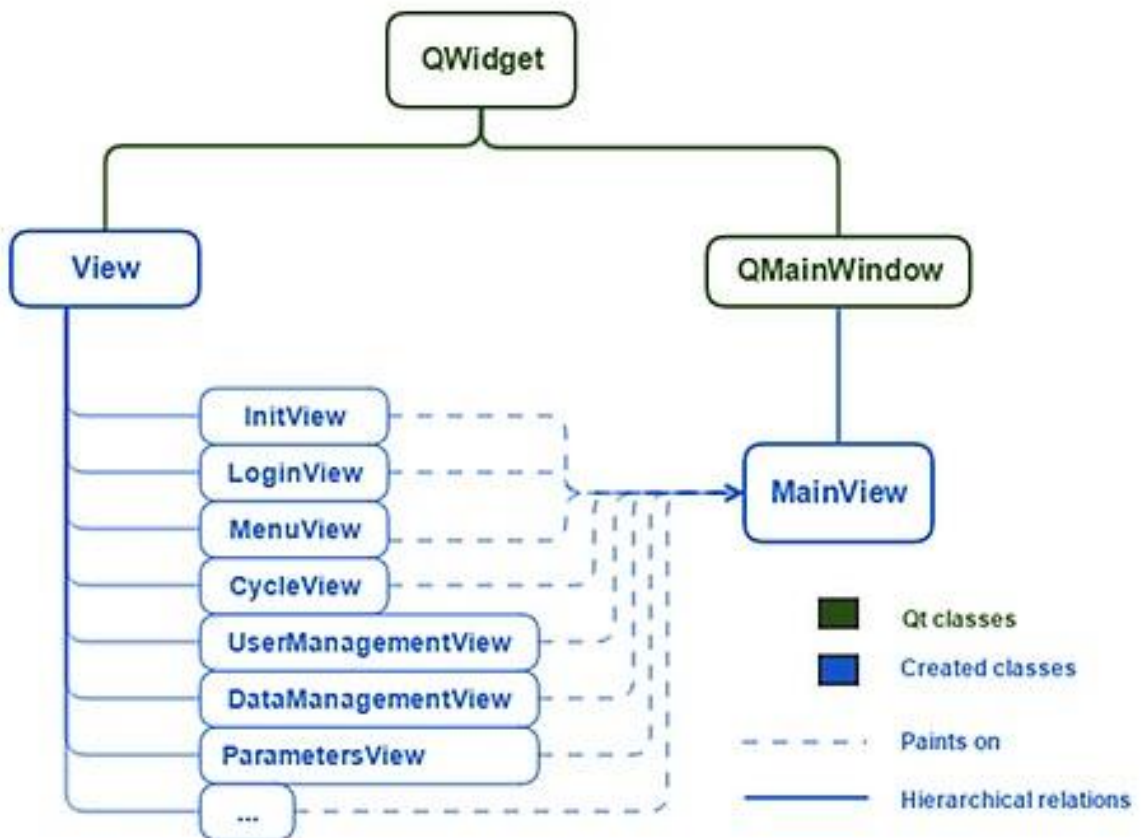 QWidget
View
QMainWindow
InitView
LoginView
MainView
MenuView
CycleView
UserManagementView
DataManagementView
ParametersView
...
Qt classes
Created classes
Paints on
Hierarchical relations